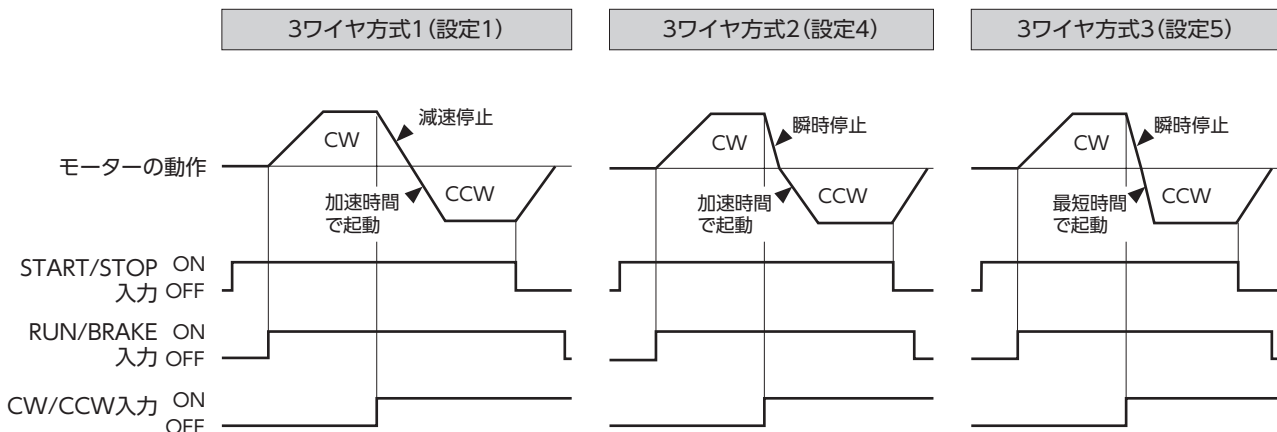 3ワイヤ方式1(設定1)
3ワイヤ方式2(設定4)
3ワイヤ方式3(設定5)
モーターの動作
CW
減速停止
加速時間
で起動
CCW
CW
瞬時停止
加速時間
で起動
CCW
CW
瞬時停止
最短時間
で起動
CCW
START/STOP ON
入力 OFF
RUN/BRAKE ON
入力 OFF
CW/CCW入力 ON
OFF